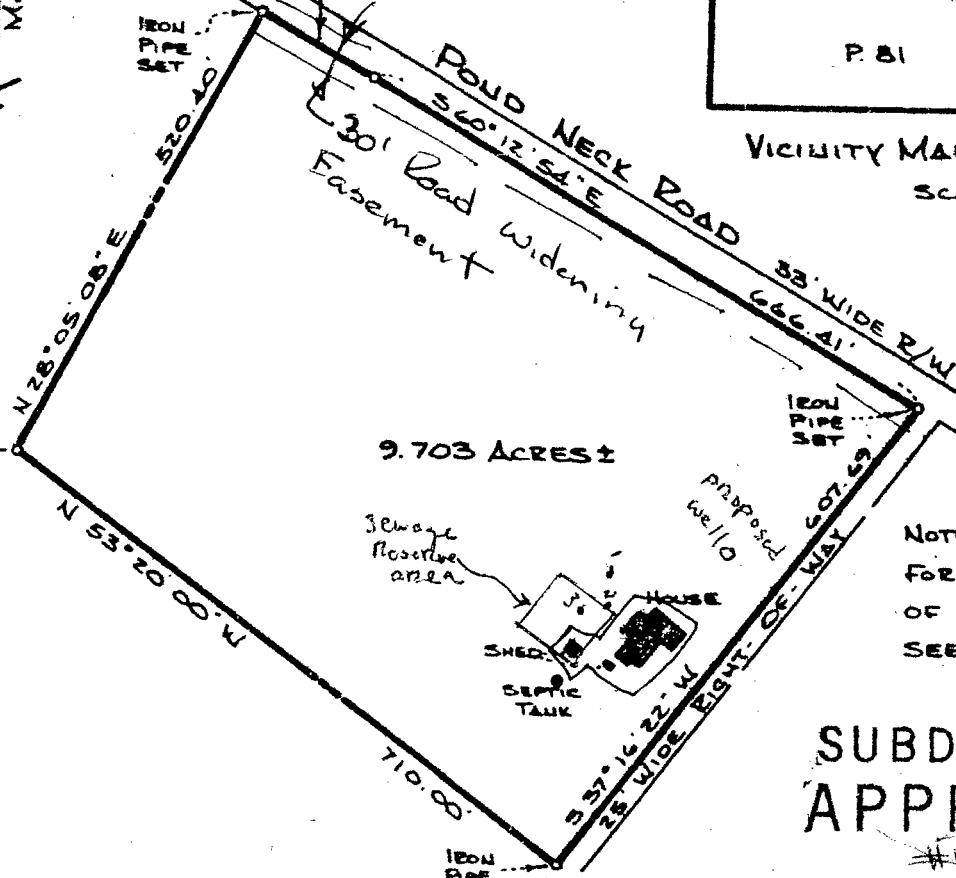 IRON
PIPE
SET
POND NECK ROAD
P. 81
VICINITY MA
SC
520.40'
S 60° 12' 54" E
30' Road Widening
Easement
33' WIDE R/W
666.41'
N 28° 05' 08" E
IRON
PIPE
SET
9.703 ACRES ±
607.69'
proposed
well
NOT
FOR
OF
SEE
Sewage
Reserve
area
HOUSE
SHED
SEPTIC
TANK
N 53° 20' 00" W
710.00'
S 37° 16' 22" W
25' WIDE RIGHT-OF-WAY
SUBD
APP
IRON
PIPE